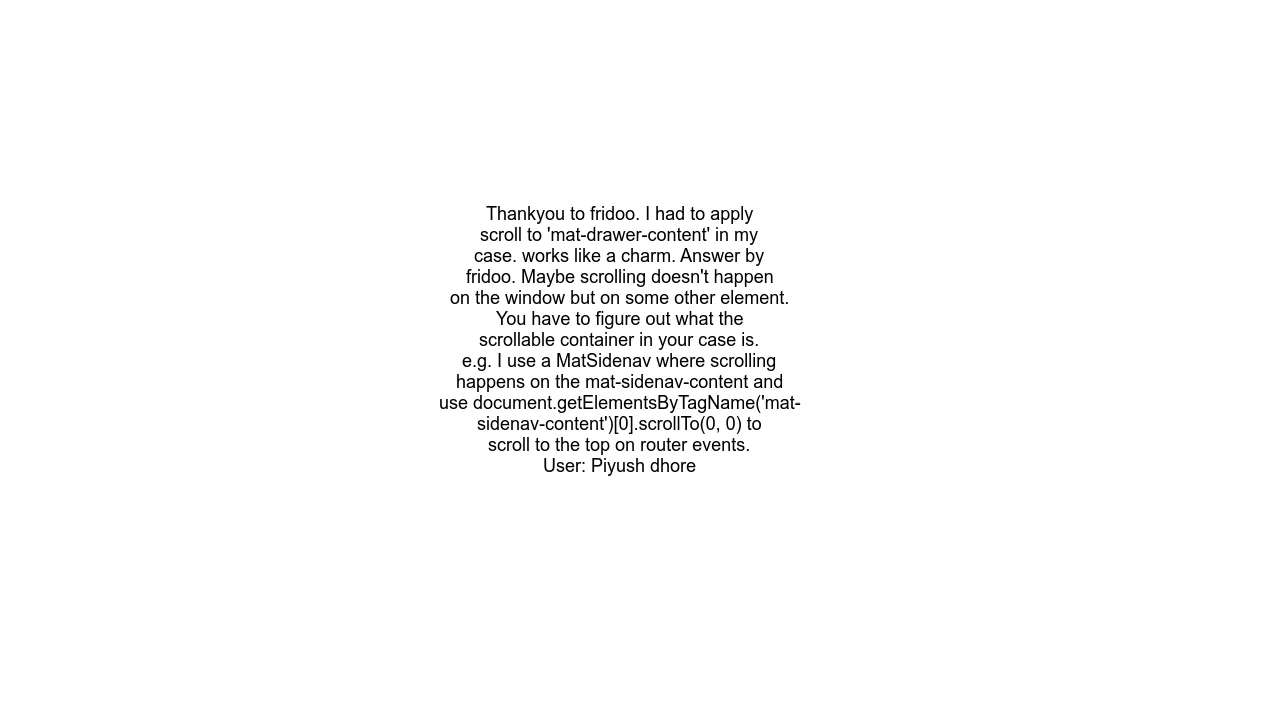 Thankyou to fridoo. I had to apply
scroll to 'mat-drawer-content' in my
case. works like a charm. Answer by
fridoo. Maybe scrolling doesn't happen
on the window but on some other element.
You have to figure out what the
scrollable container in your case is.
e.g. I use a MatSidenav where scrolling
happens on the mat-sidenav-content and
use document.getElementsByTagName('mat-
sidenav-content')[0].scrollTo(0, 0) to
scroll to the top on router events.
User: Piyush dhore